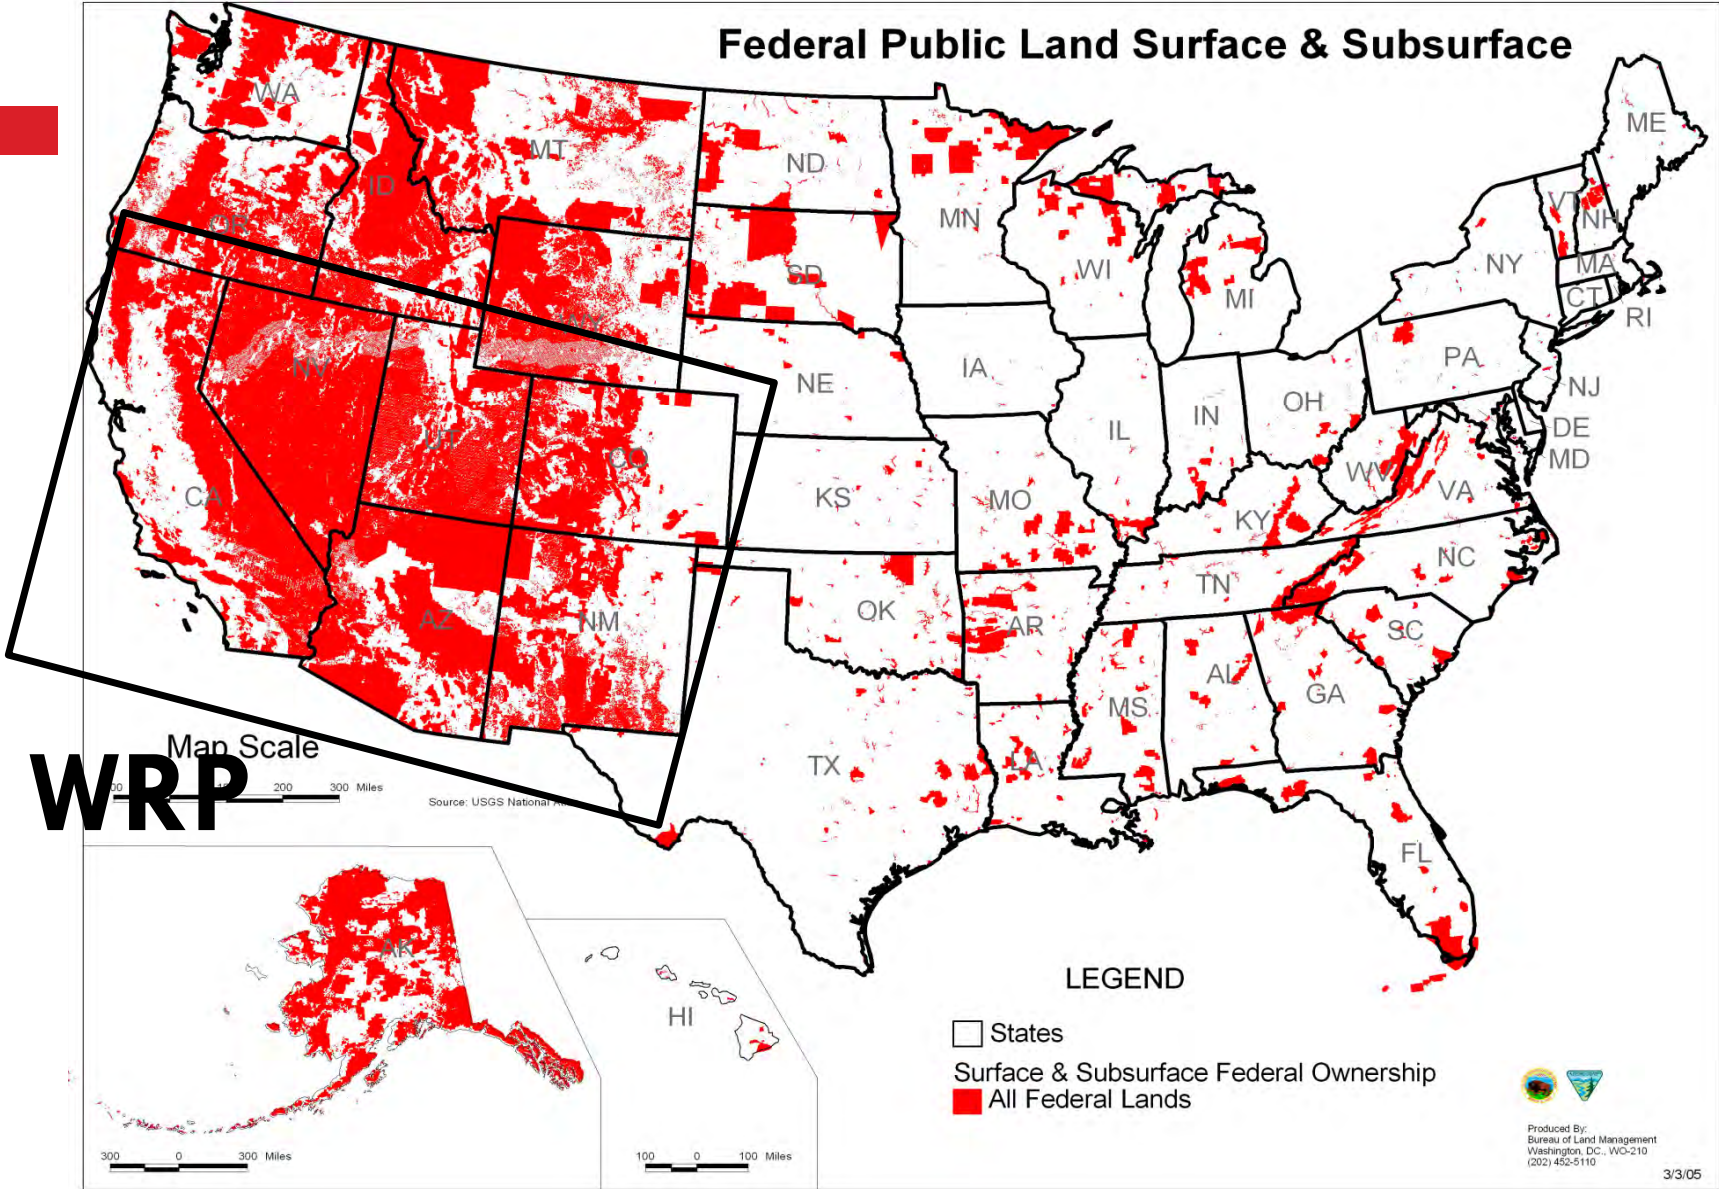 Federal Public Land Surface & Subsurface
WA
MT
ND
MN
ME
ID
OR
SD
WI
MI
NY
VT
NH
MA
CT
RI
WY
NV
NE
IA
PA
NJ
UT
CO
IL
IN
OH
DE
MD
WV
VA
CA
KS
MO
KY
NC
AZ
NM
OK
AR
TN
SC
MS
AL
GA
TX
LA
FL
Map Scale
WRP
200 300 Miles
Source: USGS National
AK
HI
LEGEND
States
Surface & Subsurface Federal Ownership
All Federal Lands
300 0 300 Miles
100 0 100 Miles
Produced By:
Bureau of Land Management
Washington, DC., WO-210
(202) 452-5110
3/3/05